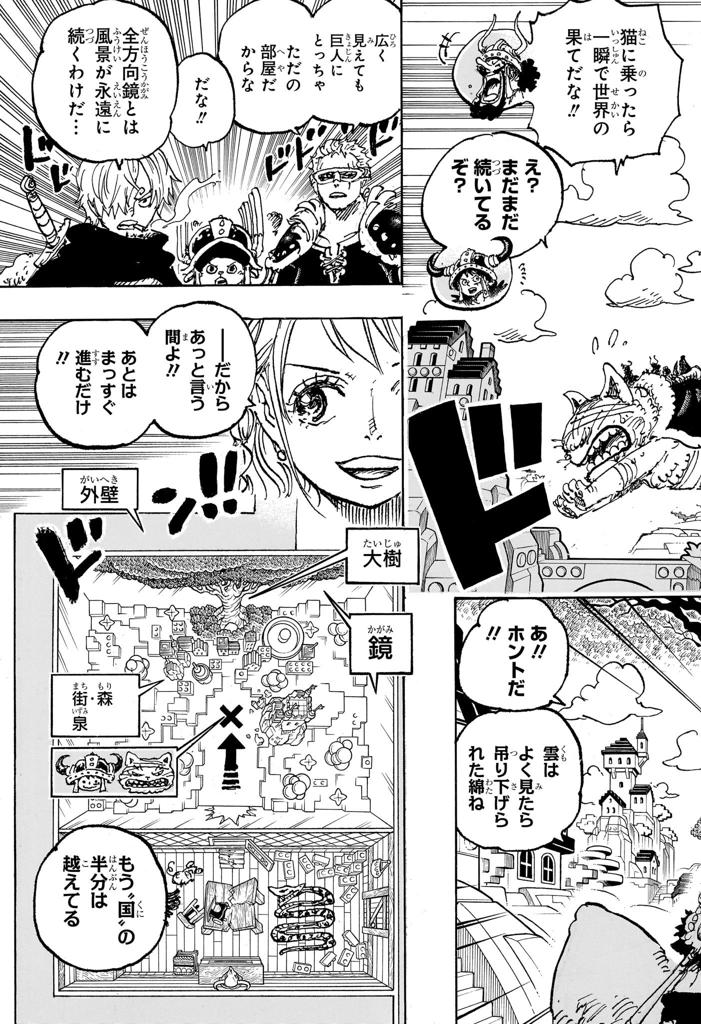 猫に乗ったら
一瞬で世界の
果てだな!!
え?
まだまだ
続いてる
ぞ?
ドドン!!
あ!!
ホントだ
!!
雲は
よく見たら
吊り下げら
れた綿ね
広く
見えても
巨人に
とっちゃ
ただの
部屋だ
からな
だな!!
全方向鏡とは
風景が永遠に
続くわけだ…
ドドド
ドドド
―だから
あっと言う
間よ!!
あとは
まっすぐ
進むだけ
!!
外壁
大樹
鏡
街・森
泉
もう〝国〟の
半分は
越えてる